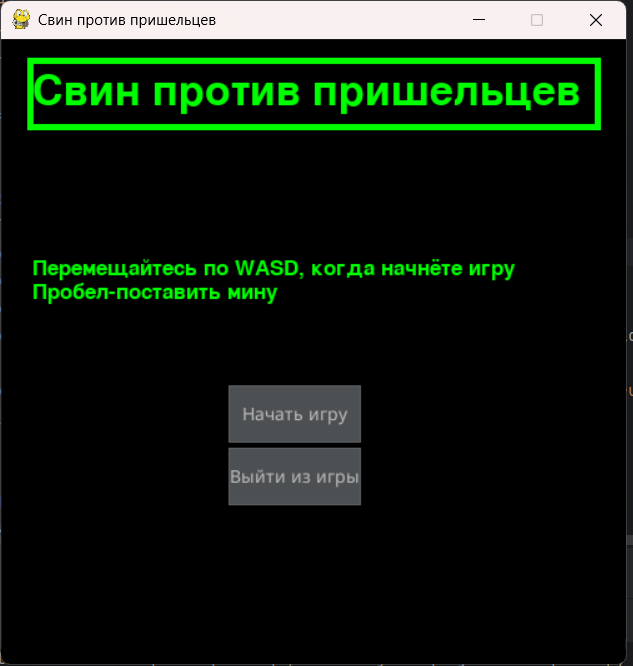 Свин против пришельцев
Свин против пришельцев
Перемещайтесь по WASD, когда начнёте игру
Пробел-поставить мину
Начать игру
Выйти из игры